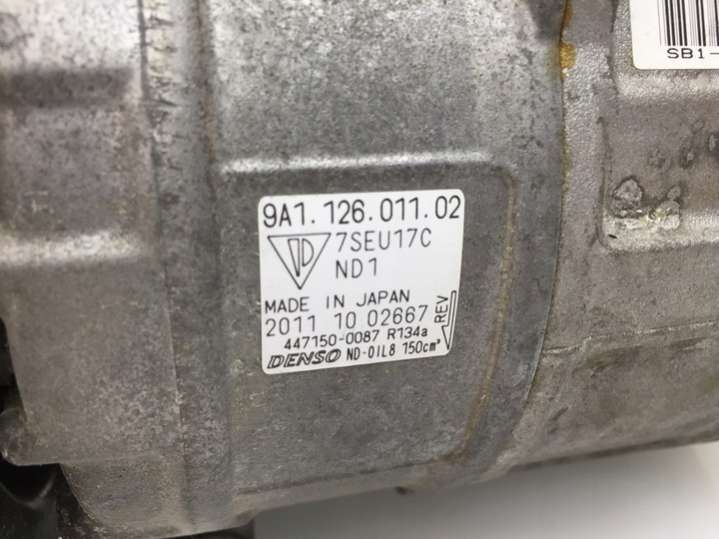 SB1-
9A1.126.011.02
7SEU17C
ND1
MADE IN JAPAN
2011 10 02667
REV
447150-0087 R134a
DENSO ND-OIL8 150cm³